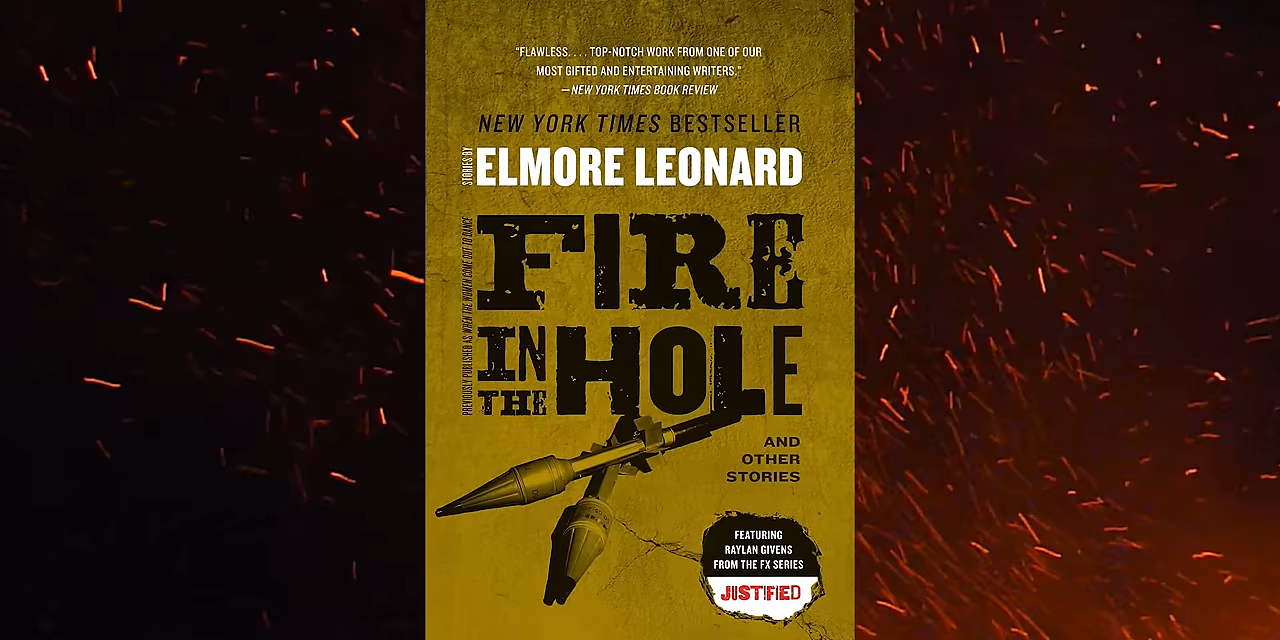 “FLAWLESS. . . . TOP-NOTCH WORK FROM ONE OF OUR
MOST GIFTED AND ENTERTAINING WRITERS.”
—NEW YORK TIMES BOOK REVIEW
NEW YORK TIMES BESTSELLER
STORIES BY
ELMORE LEONARD
PREVIOUSLY PUBLISHED AS WHEN THE WOMEN COME OUT TO DANCE
FIRE
IN THE HOLE
AND
OTHER
STORIES
FEATURING
RAYLAN GIVENS
FROM THE FX SERIES
JUSTIFIED